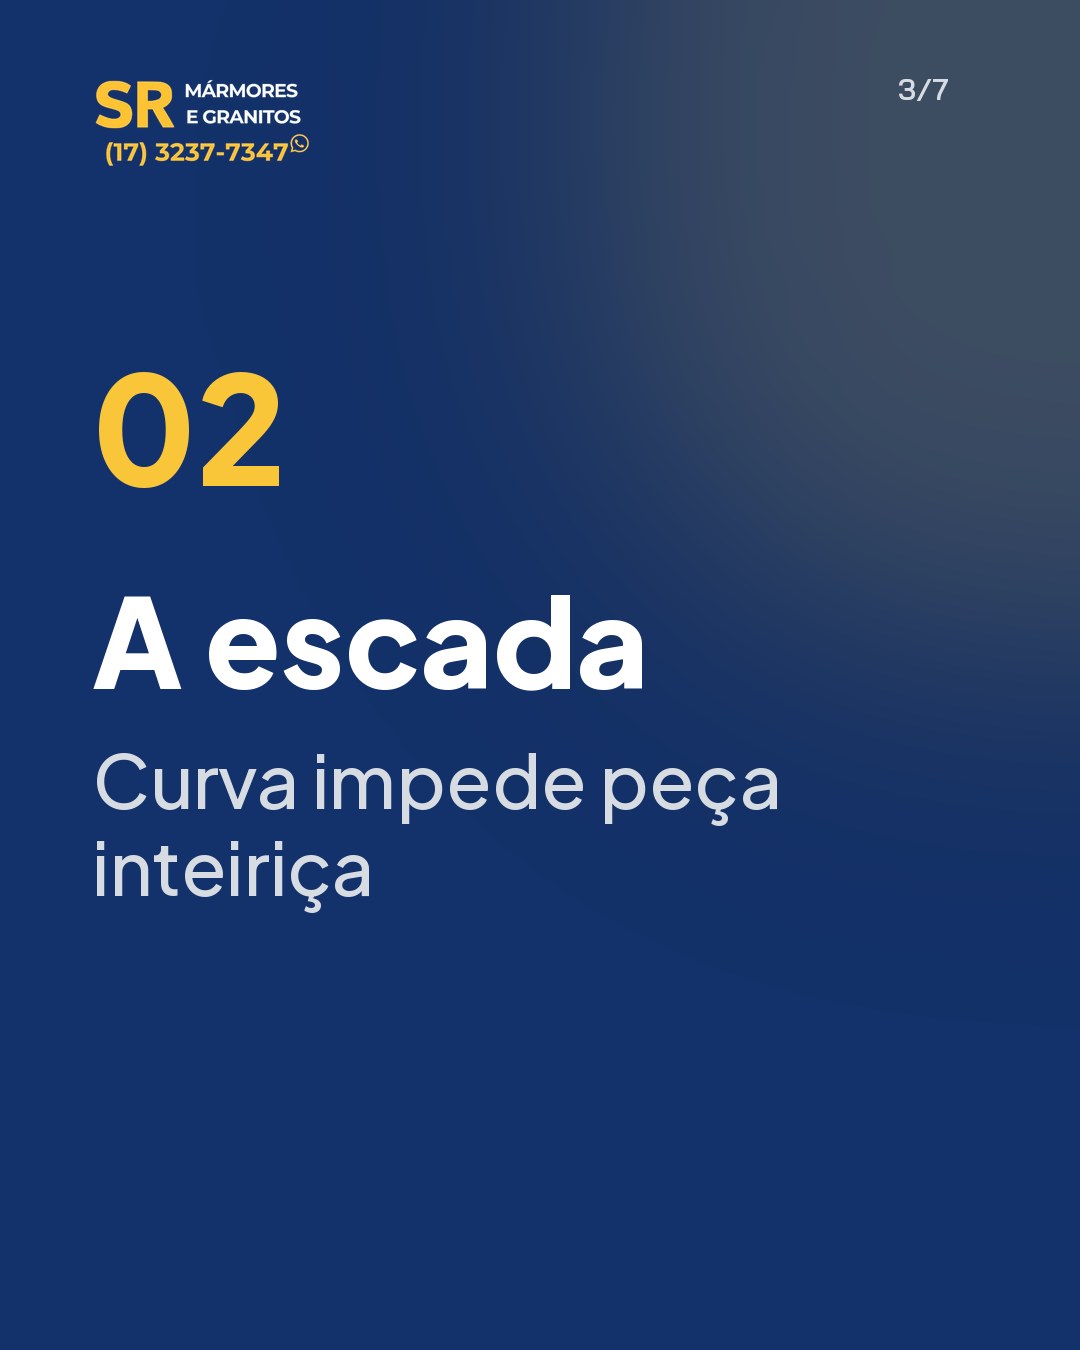 SR MÁRMORES
E GRANITOS
(17) 3237-7347
3/7
02
A escada
Curva impede peça
inteiriça